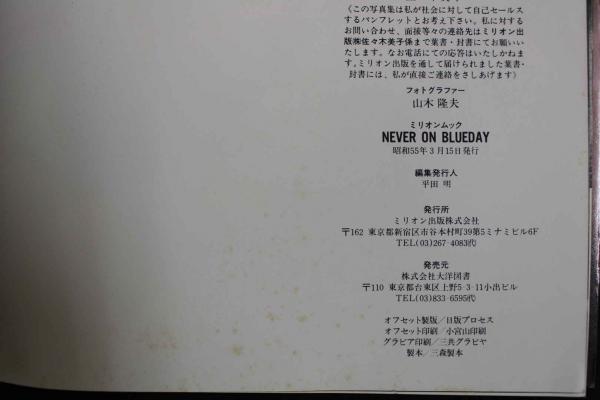 《この写真集は私が社会に対して自己セールス
するパンフレットとお考え下さい。私に対する
お問い合わせ、面接等々の連絡先はミリオン出
版㈱佐々木美子係まで葉書・封書にてお願いい
たします。なお電話にての応答はいたしかねま
す。ミリオン出版を通して届けられました葉書・
封書には、私が直接ご連絡をさしあげます》
フォトグラファー
山木 隆夫
ミリオンムック
NEVER ON BLUEDAY
昭和55年3月15日発行
編集発行人
平田 明
発行所
ミリオン出版株式会社
〒162 東京都新宿区市谷本村町39第5ミナミビル6F
TEL(03)267-4083代
発売元
株式会社大洋図書
〒110 東京都台東区上野5-3-11小出ビル
TEL(03)833-6595代
オフセット製版/日版プロセス
オフセット印刷/小宮山印刷
グラビア印刷/三共グラビヤ
製本/三森製本